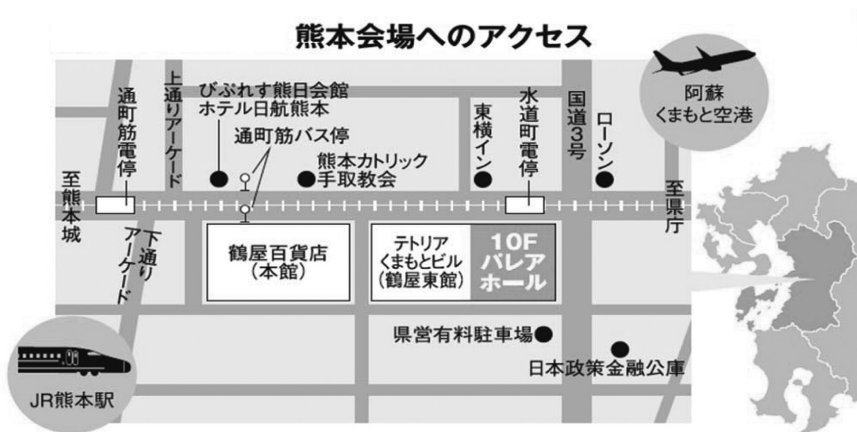 熊本会場へのアクセス
阿蘇
くまもと空港
通町筋電停
上通りアーケード
びぷれす熊日会館
ホテル日航熊本
通町筋バス停
熊本カトリック
手取教会
東横イン
水道町電停
国道3号
ローソン
至熊本城
至県庁
下通り
アーケード
鶴屋百貨店
(本館)
テトリア
くまもとビル
(鶴屋東館)
10F
パレア
ホール
県営有料駐車場
日本政策金融公庫
JR熊本駅